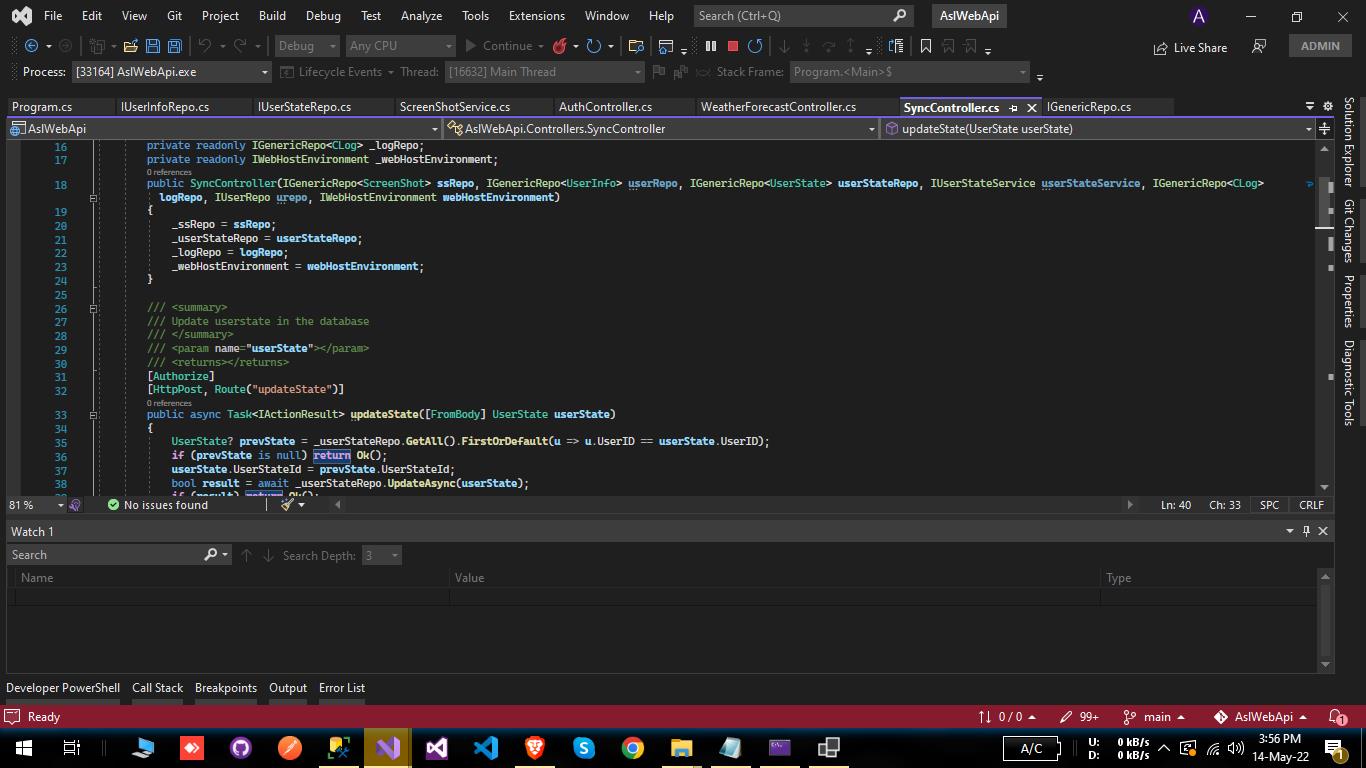 File Edit View Git Project Build Debug Test Analyze Tools Extensions Window Help Search (Ctrl+Q) AslWebApi A
Debug Any CPU Continue Live Share ADMIN
Process: [33164] AslWebApi.exe Lifecycle Events Thread: [16632] Main Thread Stack Frame: Program.<Main>$
Program.cs IUserInfoRepo.cs IUserStateRepo.cs ScreenShotService.cs AuthController.cs WeatherForecastController.cs SyncController.cs IGenericRepo.cs
AslWebApi AslWebApi.Controllers.SyncController updateState(UserState userState)
16 private readonly IGenericRepo<CLog> _logRepo;
17 private readonly IWebHostEnvironment _webHostEnvironment;
0 references
18 public SyncController(IGenericRepo<ScreenShot> ssRepo, IGenericRepo<UserInfo> userRepo, IGenericRepo<UserState> userStateRepo, IUserStateService userStateService, IGenericRepo<CLog>
logRepo, IUserRepo urepo, IWebHostEnvironment webHostEnvironment)
19 {
20 _ssRepo = ssRepo;
21 _userStateRepo = userStateRepo;
22 _logRepo = logRepo;
23 _webHostEnvironment = webHostEnvironment;
24 }
25
26 /// <summary>
27 /// Update userstate in the database
28 /// </summary>
29 /// <param name="userState"></param>
30 /// <returns></returns>
31 [Authorize]
32 [HttpPost, Route("updateState")]
0 references
33 public async Task<IActionResult> updateState([FromBody] UserState userState)
34 {
35 UserState? prevState = _userStateRepo.GetAll().FirstOrDefault(u => u.UserID == userState.UserID);
36 if (prevState is null) return Ok();
37 userState.UserStateId = prevState.UserStateId;
38 bool result = await _userStateRepo.UpdateAsync(userState);
39 if (result) return Ok();
81 % No issues found Ln: 40 Ch: 33 SPC CRLF
Watch 1
Search Search Depth: 3
Name Value Type
Developer PowerShell Call Stack Breakpoints Output Error List
Ready 0 / 0 99+ main AslWebApi 1
Solution Explorer
Git Changes
Properties
Diagnostic Tools
A/C U: 0 kB/s D: 0 kB/s 3:56 PM 14-May-22 1